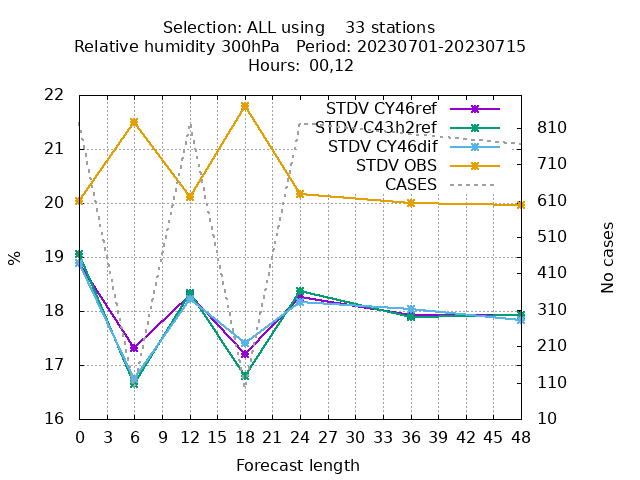 Selection: ALL using    33 stations
Relative humidity 300hPa   Period: 20230701-20230715
Hours: 00,12
STDV CY46ref
STDV C43h2ref
STDV CY46dif
STDV OBS
CASES
22
21
20
19
18
17
16
%
810
710
610
510
410
310
210
110
10
No cases
0 3 6 9 12 15 18 21 24 27 30 33 36 39 42 45 48
Forecast length